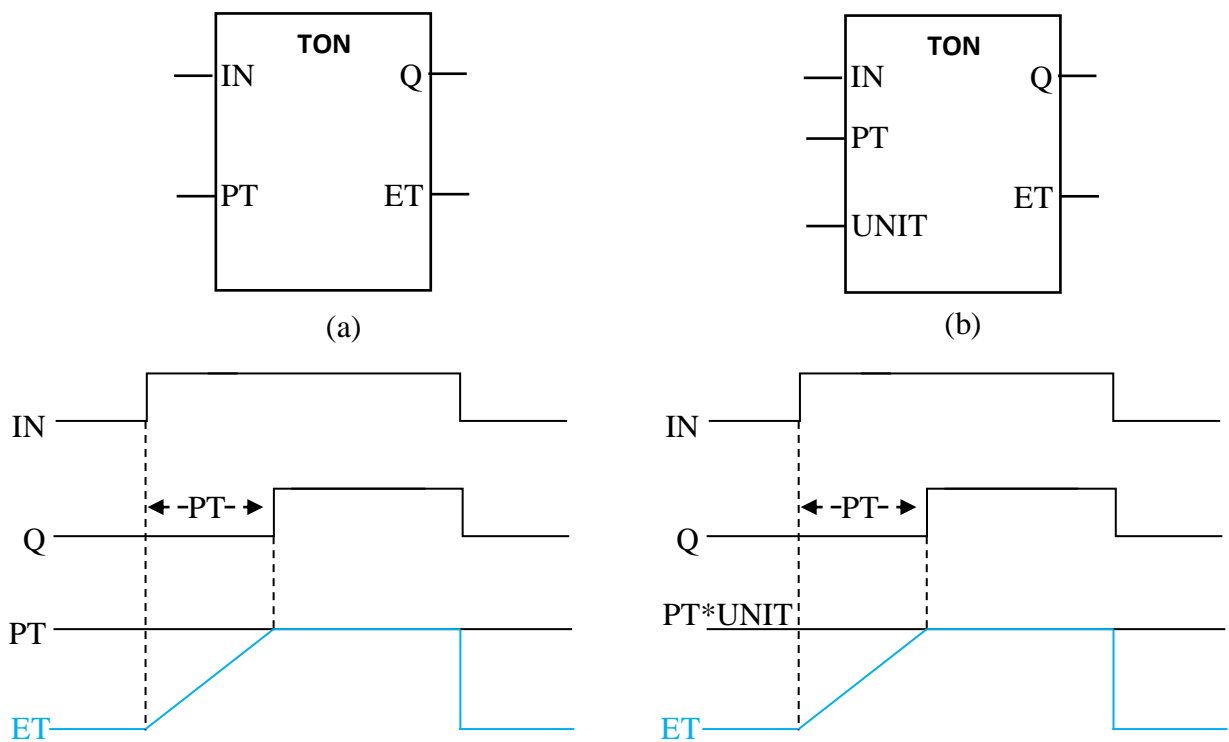 TON
IN Q
PT ET
(a)
TON
IN Q
PT
ET
UNIT
(b)
IN
PT
Q
PT
ET
IN
PT
Q
PT*UNIT
ET